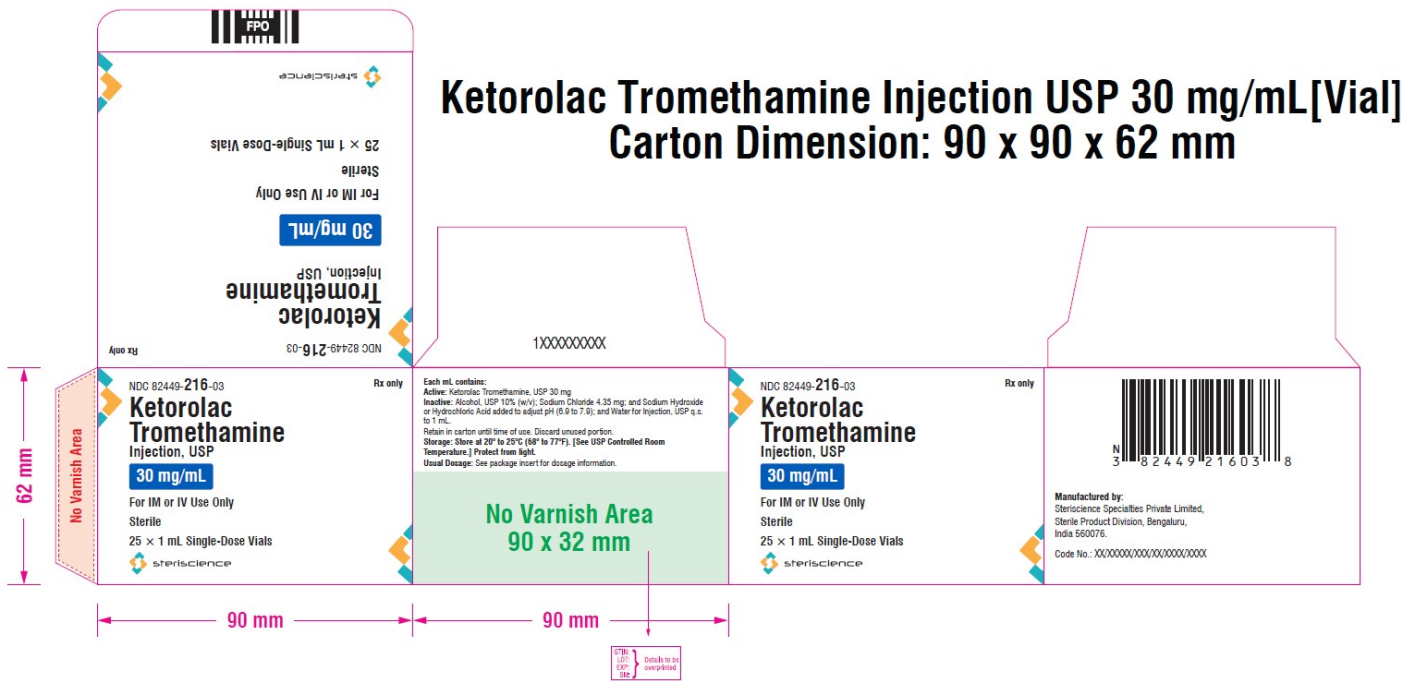 FPO
steriscience
25 × 1 mL Single-Dose Vials
Sterile
For IM or IV Use Only
30 mg/mL
Injection, USP
Tromethamine
Ketorolac
NDC 82449-216-03
Rx only
Ketorolac Tromethamine Injection USP 30 mg/mL[Vial]
Carton Dimension: 90 x 90 x 62 mm
1XXXXXXXXX
62 mm
No Varnish Area
NDC 82449-216-03
Rx only
Ketorolac
Tromethamine
Injection, USP
30 mg/mL
For IM or IV Use Only
Sterile
25 × 1 mL Single-Dose Vials
steriscience
Each mL contains:
Active: Ketorolac Tromethamine, USP 30 mg
Inactive: Alcohol, USP 10% (w/v); Sodium Chloride 4.35 mg; and Sodium Hydroxide
or Hydrochloric Acid added to adjust pH (6.9 to 7.9); and Water for Injection, USP q.s.
to 1 mL.
Retain in carton until time of use. Discard unused portion.
Storage: Store at 20° to 25°C (68° to 77°F). [See USP Controlled Room
Temperature.] Protect from light.
Usual Dosage: See package insert for dosage information.
No Varnish Area
90 x 32 mm
NDC 82449-216-03
Rx only
Ketorolac
Tromethamine
Injection, USP
30 mg/mL
For IM or IV Use Only
Sterile
25 × 1 mL Single-Dose Vials
steriscience
N
3 82449 21603 8
Manufactured by:
Steriscience Specialties Private Limited,
Sterile Product Division, Bengaluru,
India 560076.
Code No.: XX/XXXXX/XXX/XX/XXXX/XXXX
90 mm
90 mm
GTIN:
LOT:
EXP:
SN:
Details to be
overprinted